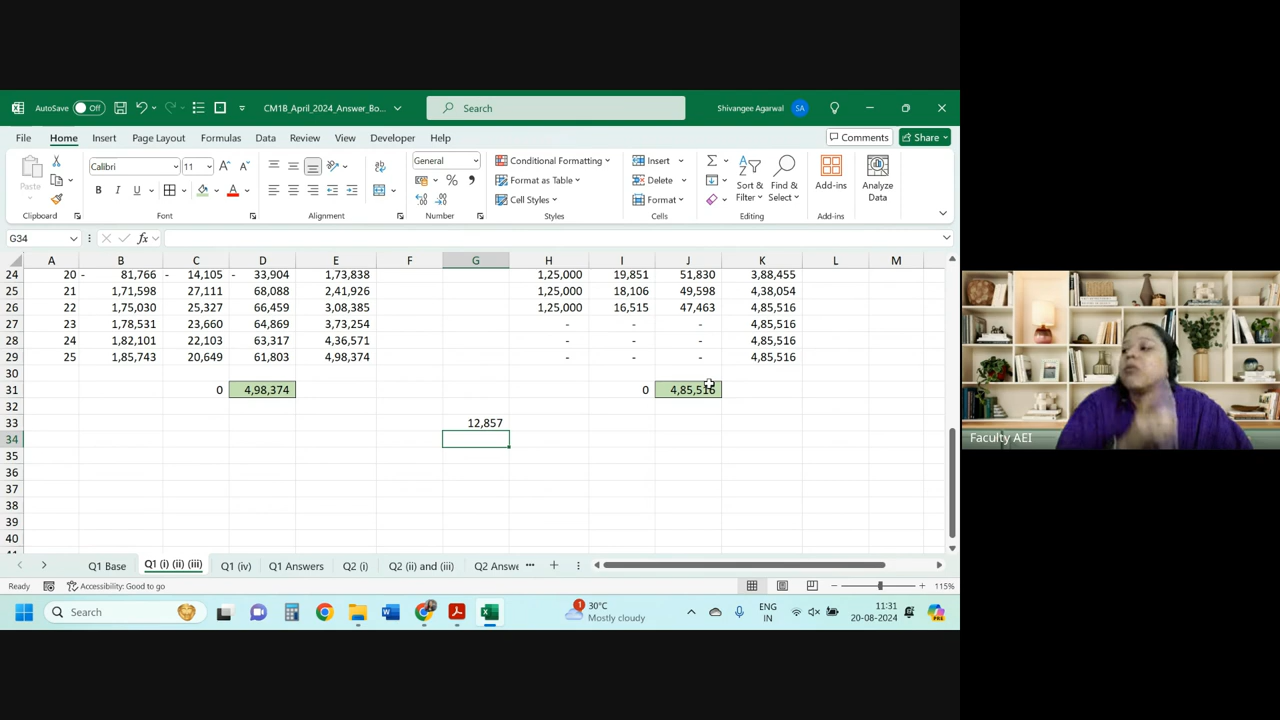 AutoSave Off CM1B_April_2024_Answer_Bo... Search Shivangee Agarwal SA
File Home Insert Page Layout Formulas Data Review View Developer Help Comments Share
Paste Calibri 11 General Conditional Formatting Format as Table Cell Styles Insert Delete Format Sort & Filter Find & Select Add-ins Analyze Data
Clipboard Font Alignment Number Styles Cells Editing Add-ins
G34 fx
A B C D E F G H I J K L M
24 20 - 81,766 - 14,105 - 33,904 1,73,838 1,25,000 19,851 51,830 3,88,455
25 21 1,71,598 27,111 68,088 2,41,926 1,25,000 18,106 49,598 4,38,054
26 22 1,75,030 25,327 66,459 3,08,385 1,25,000 16,515 47,463 4,85,516
27 23 1,78,531 23,660 64,869 3,73,254 - - - 4,85,516
28 24 1,82,101 22,103 63,317 4,36,571 - - - 4,85,516
29 25 1,85,743 20,649 61,803 4,98,374 - - - 4,85,516
30
31 0 4,98,374 0 4,85,516
32
33 12,857
34
35
36
37
38
39
40
Faculty AEI
Q1 Base Q1 (i) (ii) (iii) Q1 (iv) Q1 Answers Q2 (i) Q2 (ii) and (iii) Q2 Answe ...
Ready Accessibility: Good to go 115%
Search 1 30°C Mostly cloudy ENG IN 11:31 20-08-2024